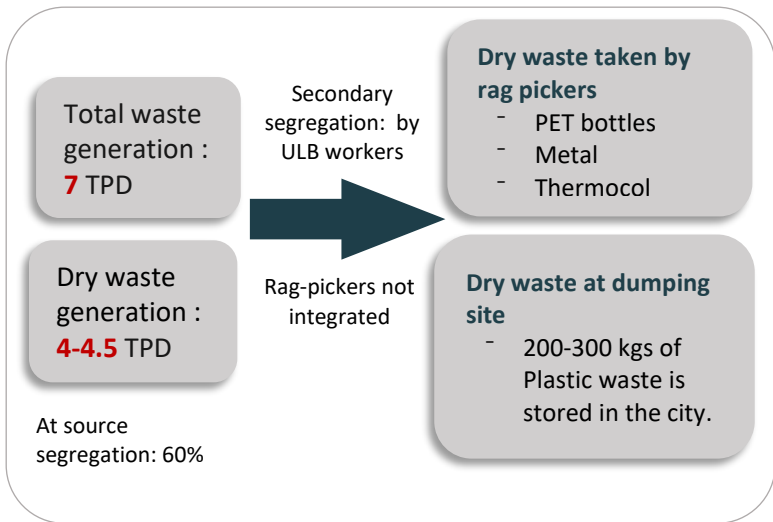 Total waste
generation :
7 TPD
Dry waste
generation :
4-4.5 TPD
At source
segregation: 60%
Secondary
segregation: by
ULB workers
Rag-pickers not
integrated
Dry waste taken by
rag pickers
- PET bottles
- Metal
- Thermocol
Dry waste at dumping
site
- 200-300 kgs of
Plastic waste is
stored in the city.